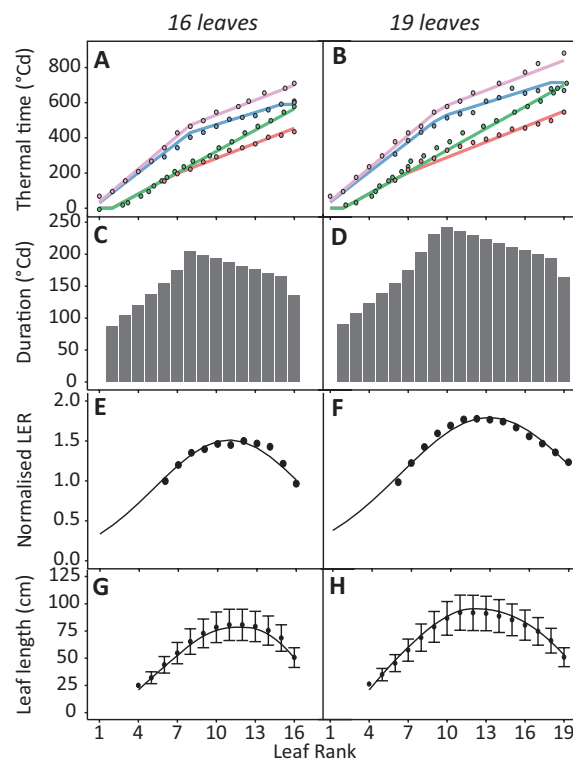 16 leaves 19 leaves
A B
Thermal time (°Cd)
800
600
400
200
0
C D
Duration (°Cd)
250
200
150
100
50
0
E F
Normalised LER
2.0
1.5
1.0
0.5
0.0
G H
Leaf length (cm)
125
100
75
50
25
0
1 4 7 10 13 16 1 4 7 10 13 16 19
Leaf Rank